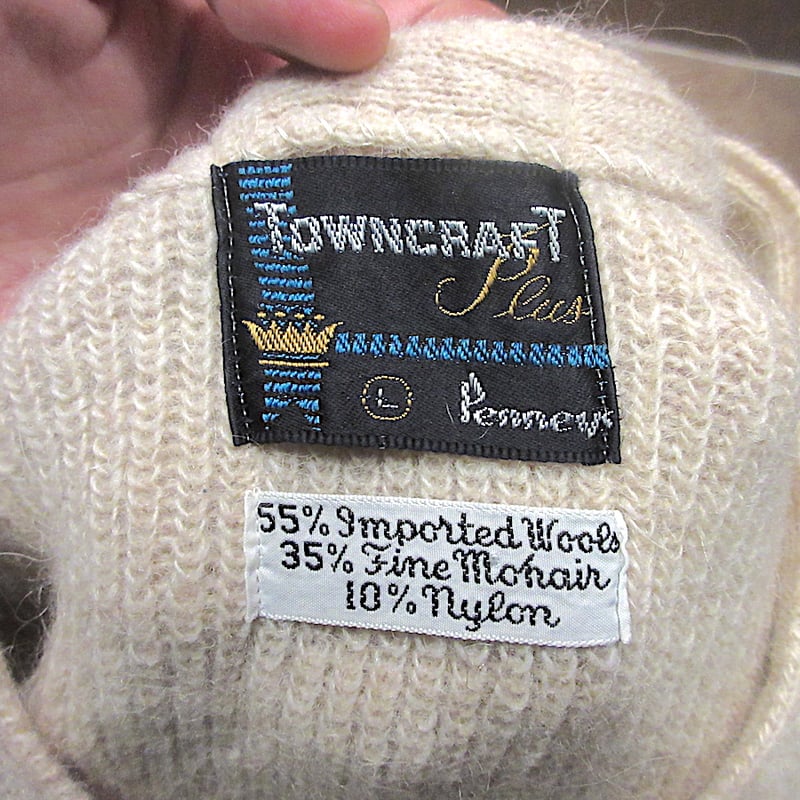 TOWNCRAFT
Plus
L
Penneys
55% Imported Wools
35% Fine Mohair
10% Nylon